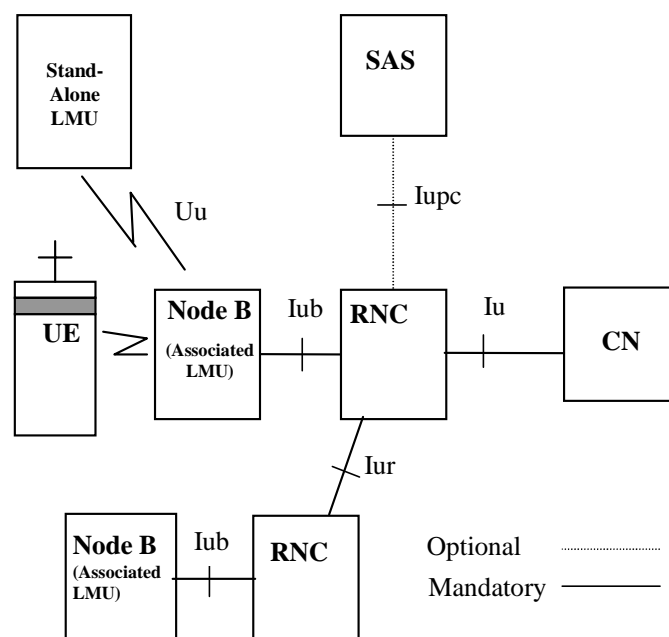 Stand-
Alone
LMU
SAS
Iupc
Uu
UE
Node B
(Associated
LMU)
Iub
RNC
Iu
CN
Iur
Node B
(Associated
LMU)
Iub
RNC
Optional
Mandatory